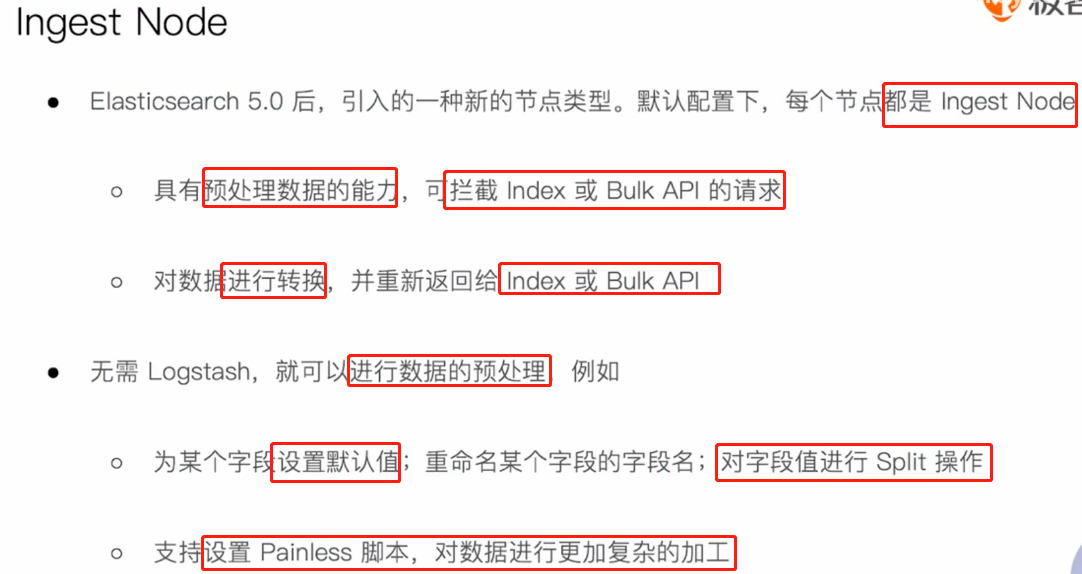 Ingest Node
Elasticsearch 5.0 后，引入的一种新的节点类型。默认配置下，每个节点都是 Ingest Node
具有预处理数据的能力，可拦截 Index 或 Bulk API 的请求
对数据进行转换，并重新返回给 Index 或 Bulk API
无需 Logstash，就可以进行数据的预处理，例如
为某个字段设置默认值；重命名某个字段的字段名；对字段值进行 Split 操作
支持设置 Painless 脚本，对数据进行更加复杂的加工